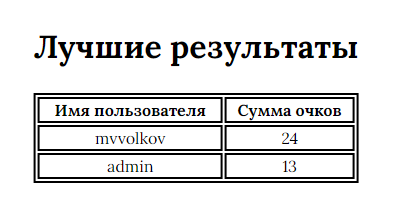 Лучшие результаты
Имя пользователя Сумма очков
mvvolkov 24
admin 13